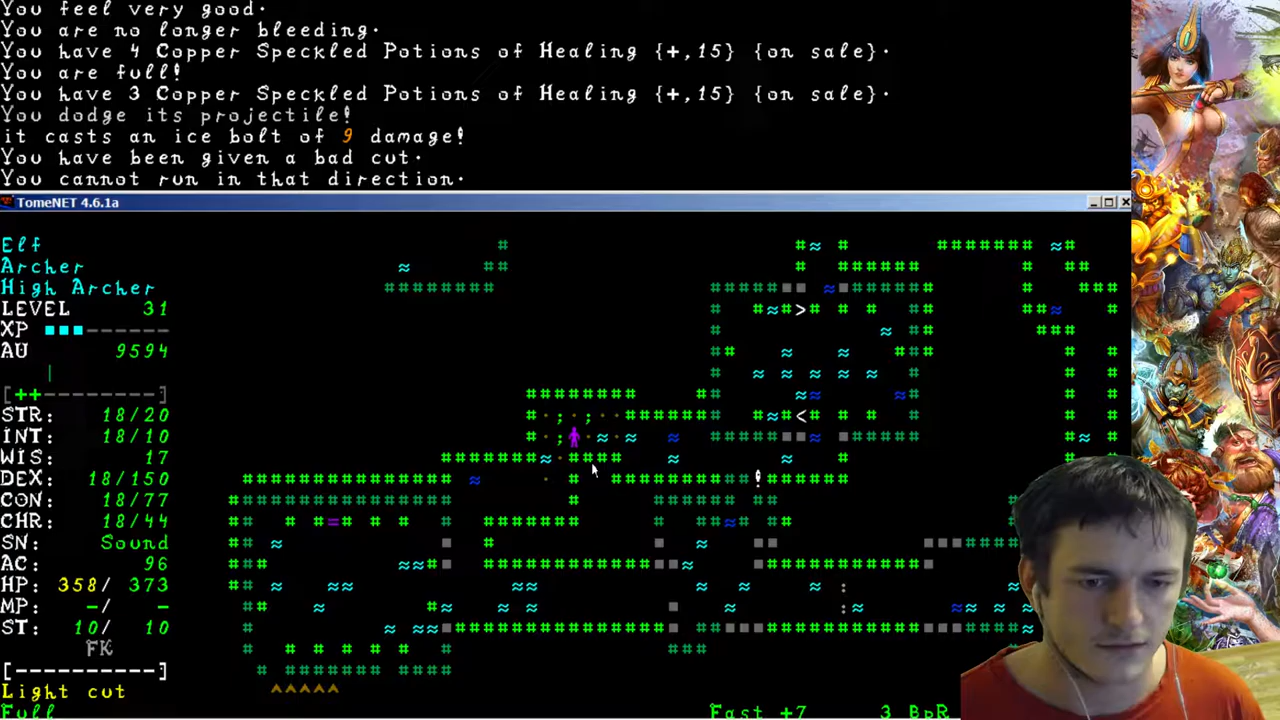 You feel very good.
You are no longer bleeding.
You have 4 Copper Speckled Potions of Healing {+,15} {on sale}.
You are full!
You have 3 Copper Speckled Potions of Healing {+,15} {on sale}.
You dodge its projectile!
it casts an ice bolt of 9 damage!
You have been given a bad cut.
You cannot run in that direction.
TomeNET 4.6.1a
Elf
Archer
High Archer
LEVEL 31
XP
AU 9594
[++--------]
STR: 18/20
INT: 18/10
WIS: 17
DEX: 18/150
CON: 18/77
CHR: 18/44
SN: Sound
AC: 96
HP: 358/ 373
MP: -/ -
ST: 10/ 10
FK
[----------]
Light cut
Full
Fast +7 3 BpR